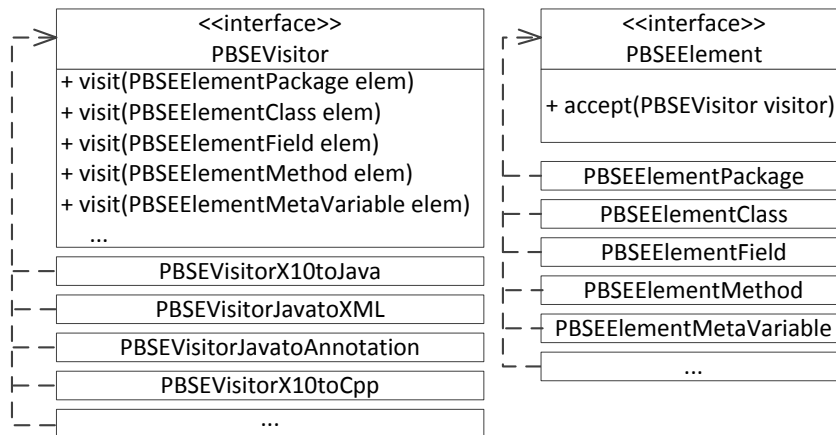 <<interface>>
PBSEVisitor
+ visit(PBSEElementPackage elem)
+ visit(PBSEElementClass elem)
+ visit(PBSEElementField elem)
+ visit(PBSEElementMethod elem)
+ visit(PBSEElementMetaVariable elem)
...
PBSEVisitorX10toJava
PBSEVisitorJavatoXML
PBSEVisitorJavatoAnnotation
PBSEVisitorX10toCpp
...
<<interface>>
PBSEElement
+ accept(PBSEVisitor visitor)
PBSEElementPackage
PBSEElementClass
PBSEElementField
PBSEElementMethod
PBSEElementMetaVariable
...